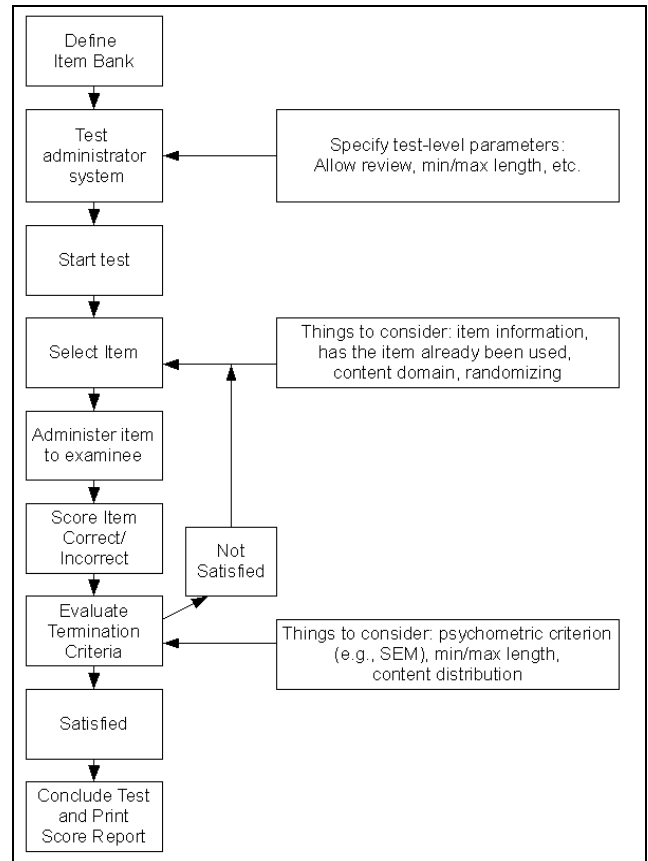 Define
Item Bank
Test
administrator
system
Specify test-level parameters:
Allow review, min/max length, etc.
Start test
Select Item
Things to consider: item information,
has the item already been used,
content domain, randomizing
Administer item
to examinee
Score Item
Correct/
Incorrect
Not
Satisfied
Evaluate
Termination
Criteria
Things to consider: psychometric criterion
(e.g., SEM), min/max length,
content distribution
Satisfied
Conclude Test
and Print
Score Report